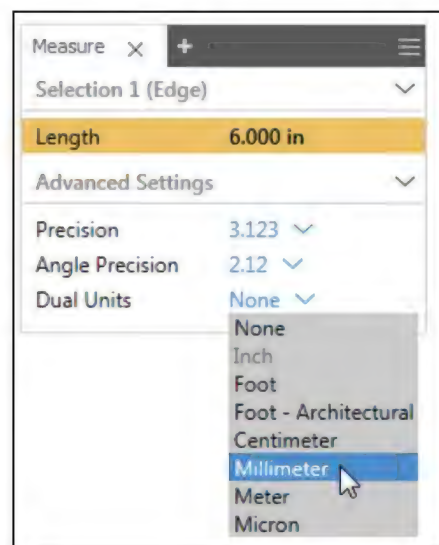 Measure
Selection 1 (Edge)
Length 6.000 in
Advanced Settings
Precision 3.123
Angle Precision 2.12
Dual Units None
None
Inch
Foot
Foot - Architectural
Centimeter
Millimeter
Meter
Micron